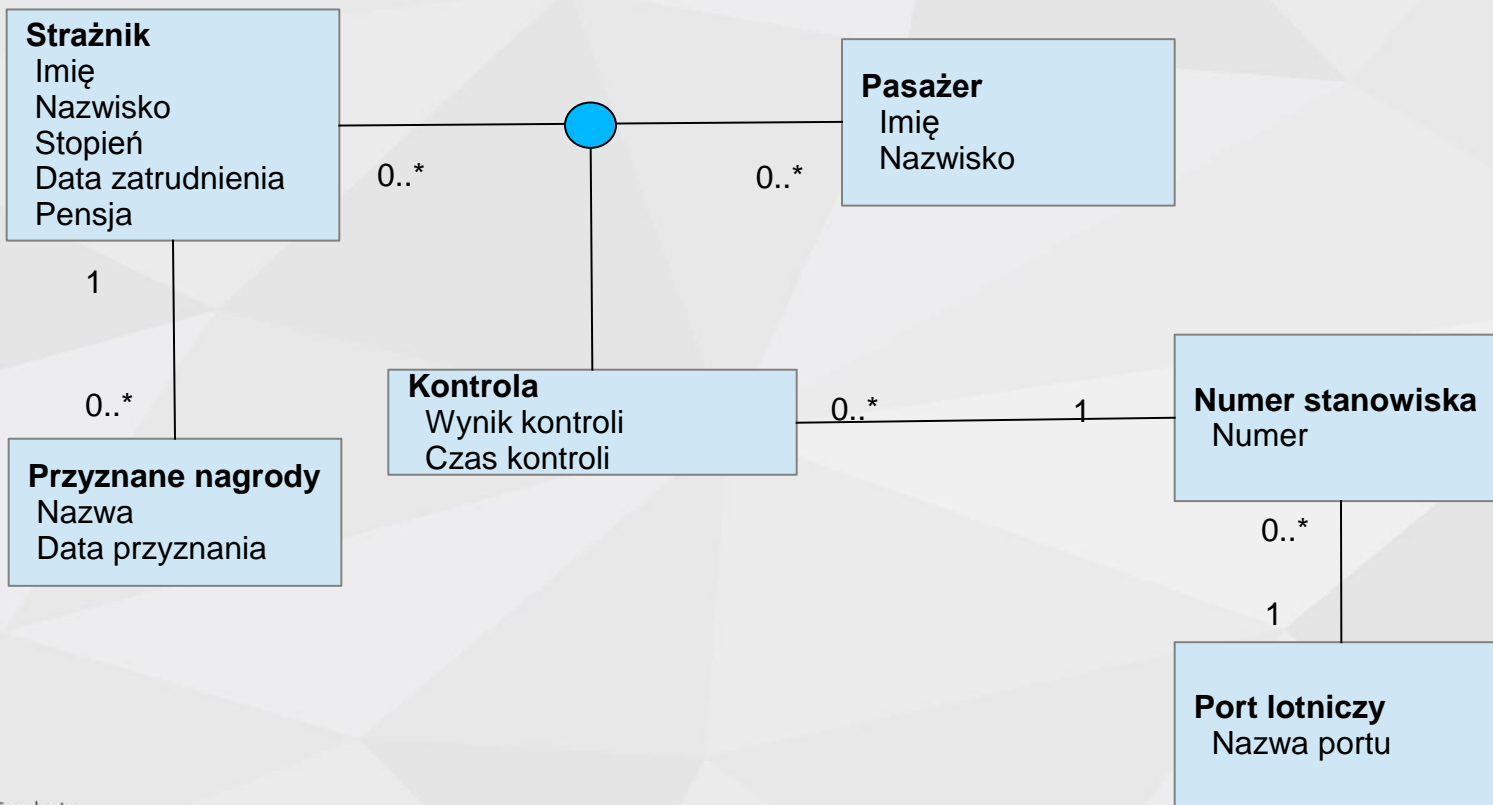 Strażnik
Imię
Nazwisko
Stopień
Data zatrudnienia
Pensja
Pasażer
Imię
Nazwisko
0..*
0..*
1
0..*
Przyznane nagrody
Nazwa
Data przyznania
Kontrola
Wynik kontroli
Czas kontroli
0..*
1
Numer stanowiska
Numer
0..*
1
Port lotniczy
Nazwa portu